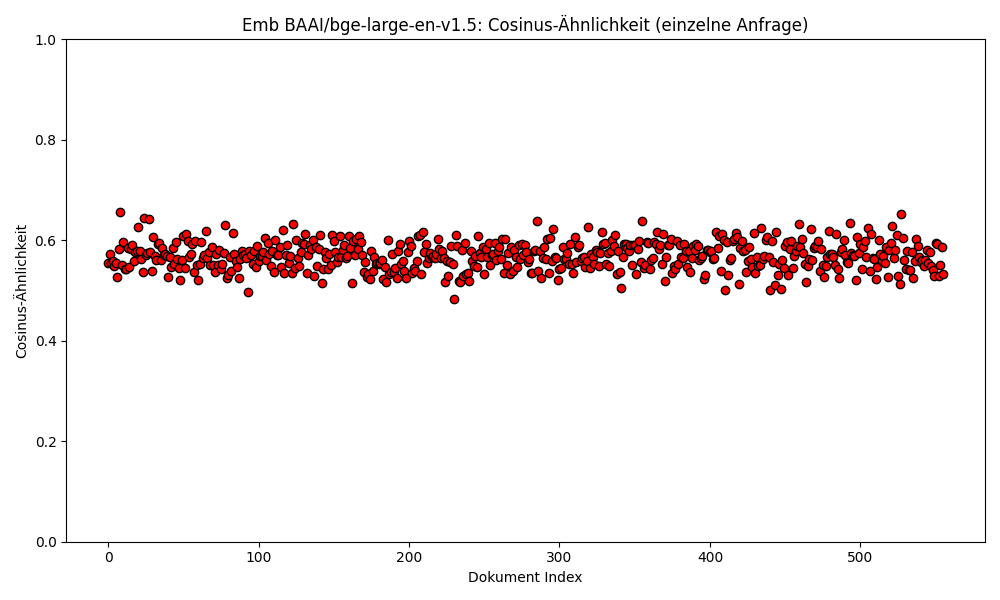 Emb BAAI/bge-large-en-v1.5: Cosinus-Ähnlichkeit (einzelne Anfrage)
1.0
0.8
0.6
0.4
0.2
0.0
Cosinus-Ähnlichkeit
0 100 200 300 400 500
Dokument Index